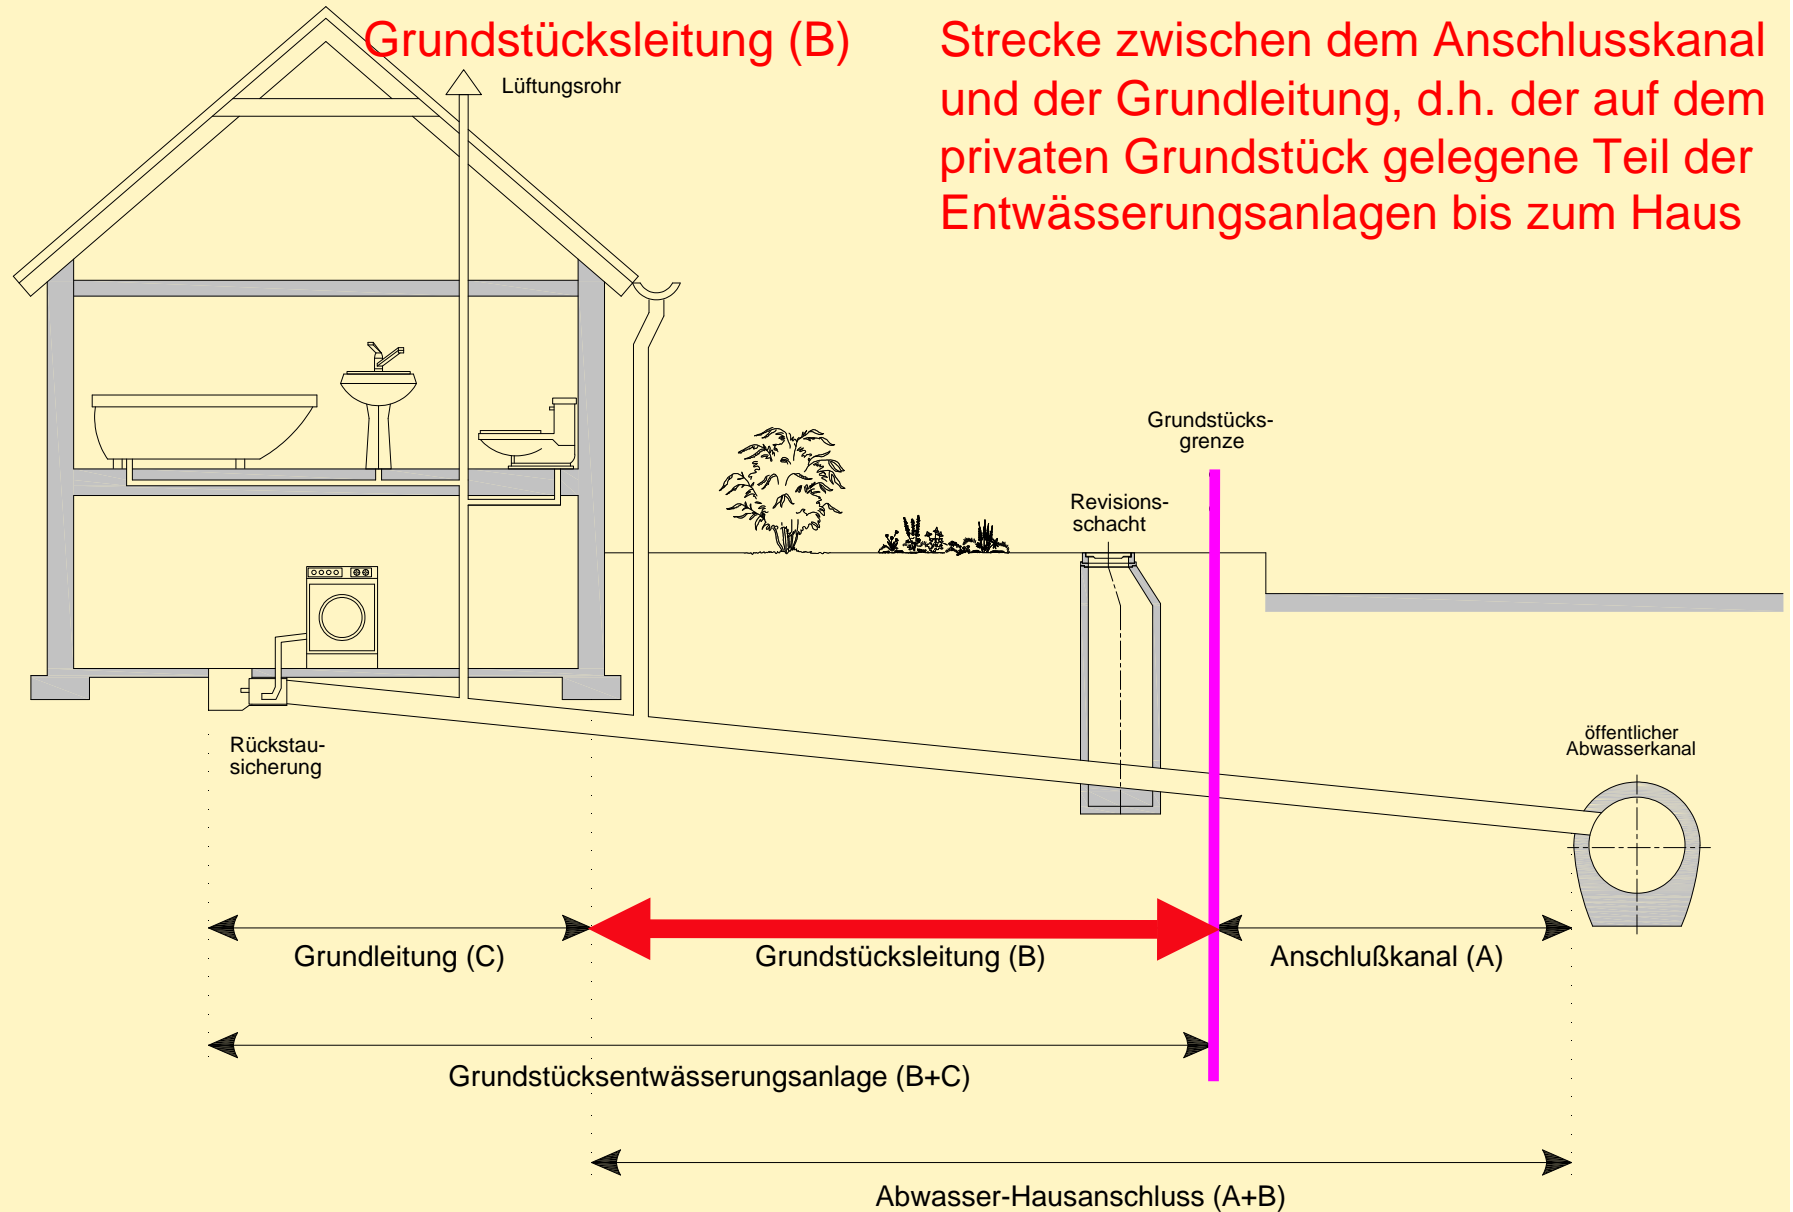 Grundstücksleitung (B)
Strecke zwischen dem Anschlusskanal
und der Grundleitung, d.h. der auf dem
privaten Grundstück gelegene Teil der
Entwässerungsanlagen bis zum Haus
Lüftungsrohr
Grundstücks-
grenze
Revisions-
schacht
Rückstau-
sicherung
öffentlicher
Abwasserkanal
Grundleitung (C)
Grundstücksleitung (B)
Anschlußkanal (A)
Grundstücksentwässerungsanlage (B+C)
Abwasser-Hausanschluss (A+B)